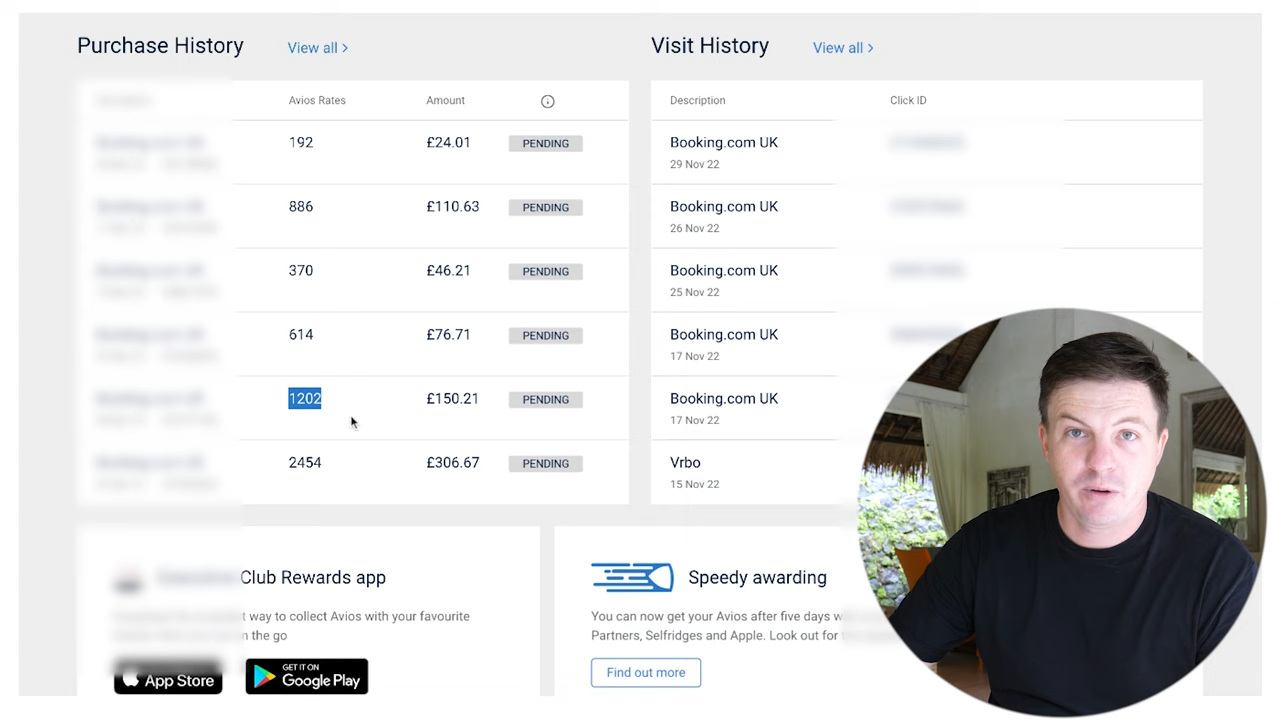 Purchase History View all >
Visit History View all >
Avios Rates Amount
Description Click ID
192 £24.01 PENDING
Booking.com UK
29 Nov 22
886 £110.63 PENDING
Booking.com UK
26 Nov 22
370 £46.21 PENDING
Booking.com UK
25 Nov 22
614 £76.71 PENDING
Booking.com UK
17 Nov 22
1202 £150.21 PENDING
Booking.com UK
17 Nov 22
2454 £306.67 PENDING
Vrbo
15 Nov 22
Club Rewards app
way to collect Avios with your favourite
n the go
App Store
GET IT ON
Google Play
Speedy awarding
You can now get your Avios after five days w
Partners, Selfridges and Apple. Look out for
Find out more